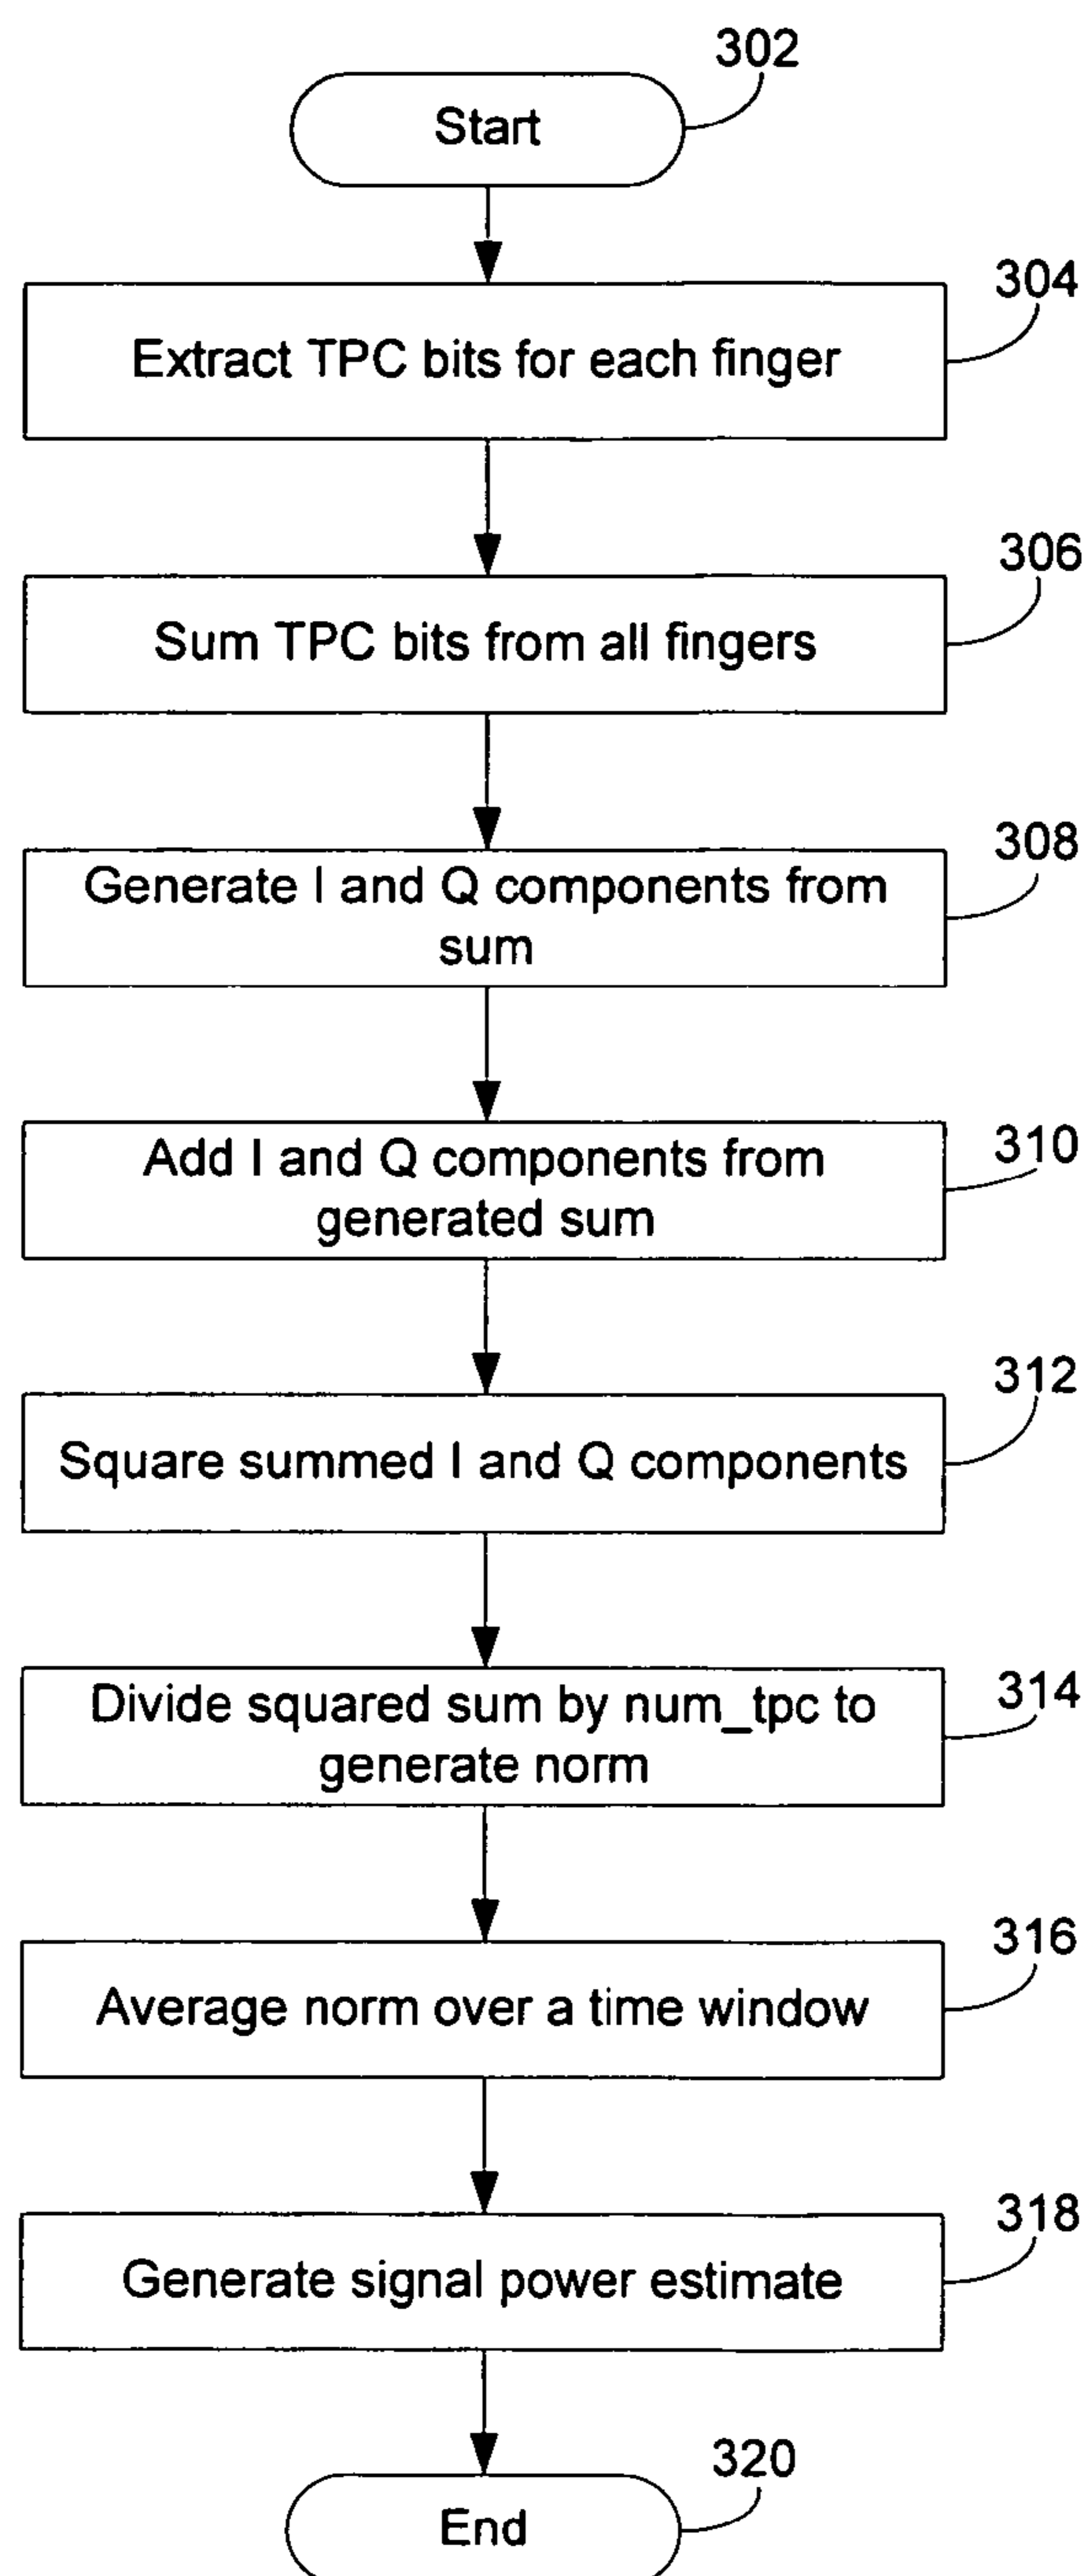 302
Start
304
Extract TPC bits for each finger
306
Sum TPC bits from all fingers
308
Generate I and Q components from
sum
310
Add I and Q components from
generated sum
312
Square summed I and Q components
314
Divide squared sum by num_tpc to
generate norm
316
Average norm over a time window
318
Generate signal power estimate
320
End